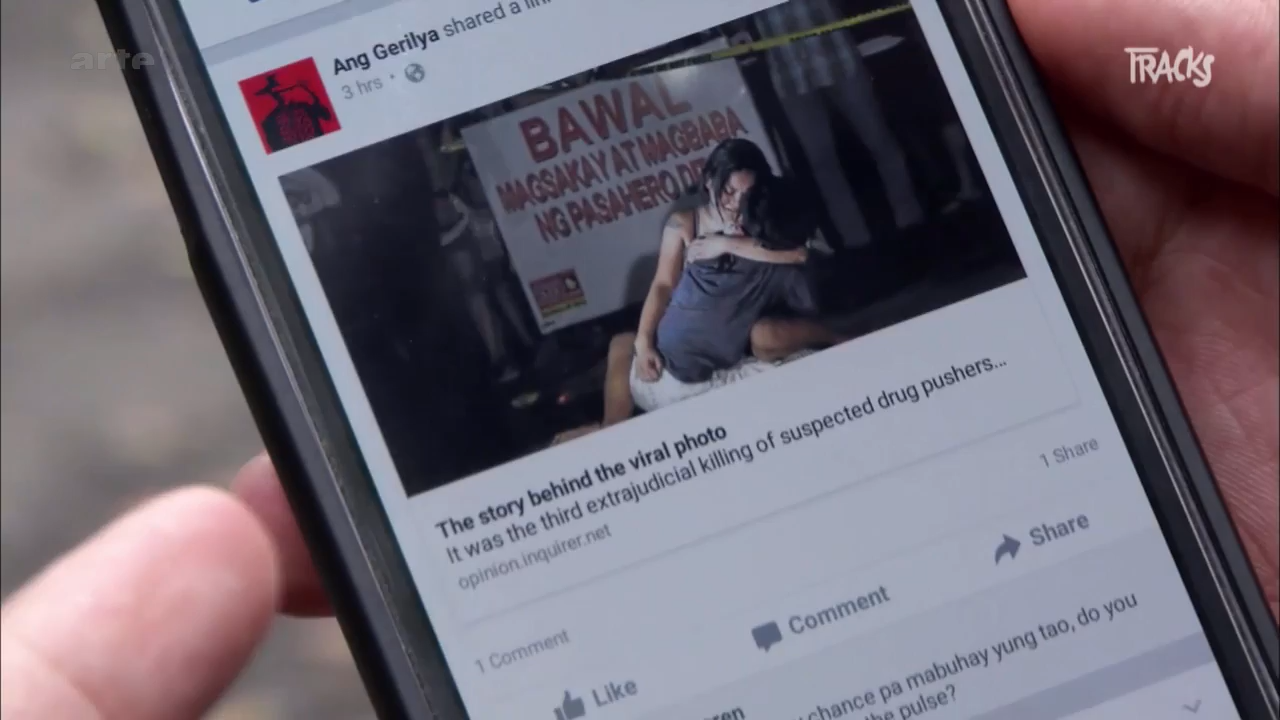 arte
TRACKS
Ang Gerilya shared a
3 hrs
BAWAL
MAGSAKAY AT MAGBABA
NG PASAHERO
The story behind the viral photo
It was the third extrajudicial killing of suspected drug pushers...
opinion.inquirer.net
1 Share
1 Comment
Like
Comment
Share
chance pa mabuhay yung tao, do you
the pulse?